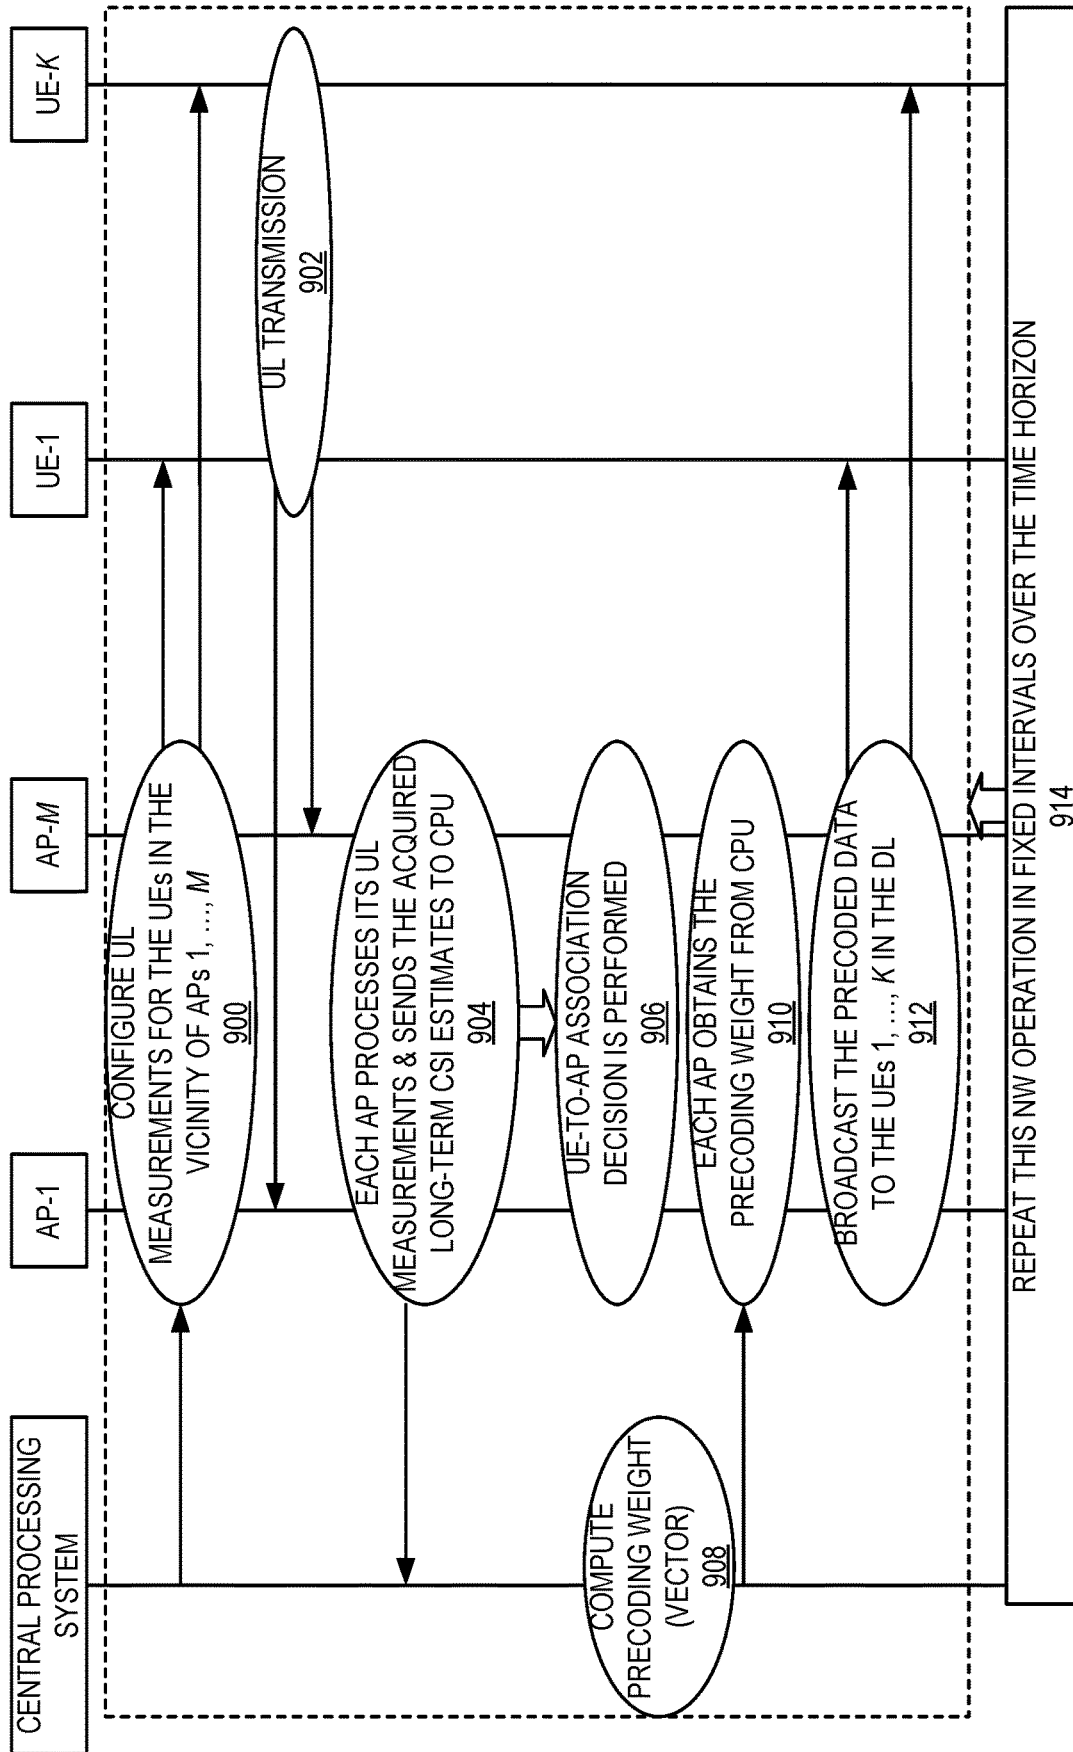 CENTRAL PROCESSING
SYSTEM
AP-1
AP-M
UE-1
UE-K
CONFIGURE UL
MEASUREMENTS FOR THE UEs IN THE
VICINITY OF APs 1, ..., M
900
UL TRANSMISSION
902
EACH AP PROCESSES ITS UL
MEASUREMENTS & SENDS THE ACQUIRED
LONG-TERM CSI ESTIMATES TO CPU
904
UE-TO-AP ASSOCIATION
DECISION IS PERFORMED
906
COMPUTE
PRECODING WEIGHT
(VECTOR)
908
EACH AP OBTAINS THE
PRECODING WEIGHT FROM CPU
910
BROADCAST THE PRECODED DATA
TO THE UEs 1, ..., K IN THE DL
912
REPEAT THIS NW OPERATION IN FIXED INTERVALS OVER THE TIME HORIZON
914